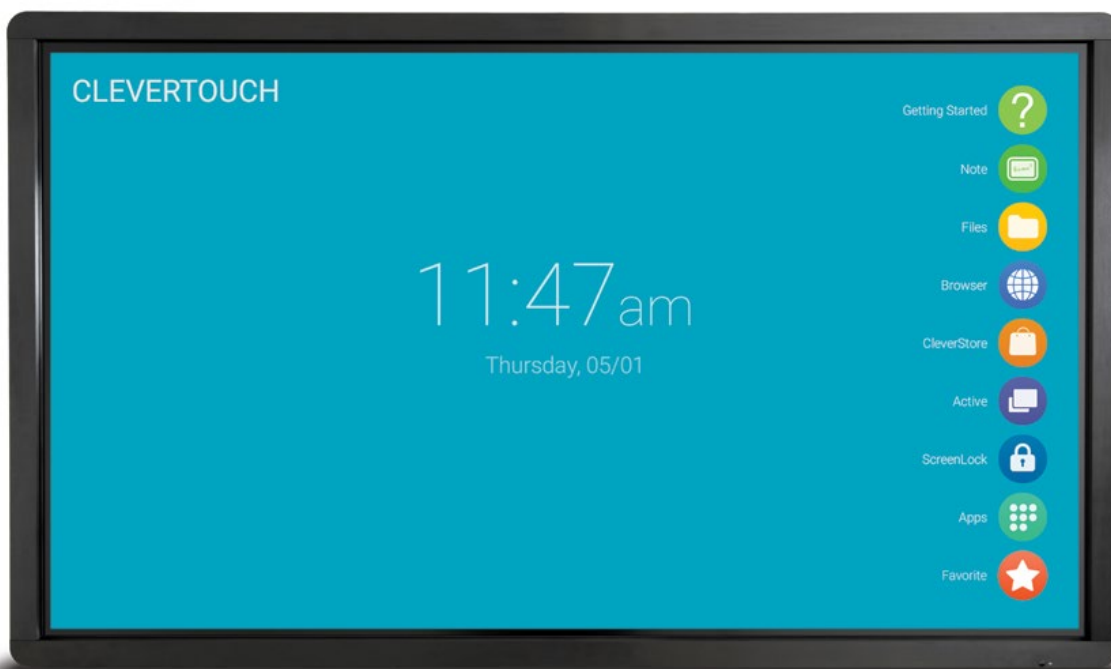 CLEVERTOUCH
Getting Started
Note
Files
Browser
CleverStore
Active
ScreenLock
Apps
Favorite
11:47am
Thursday, 05/01